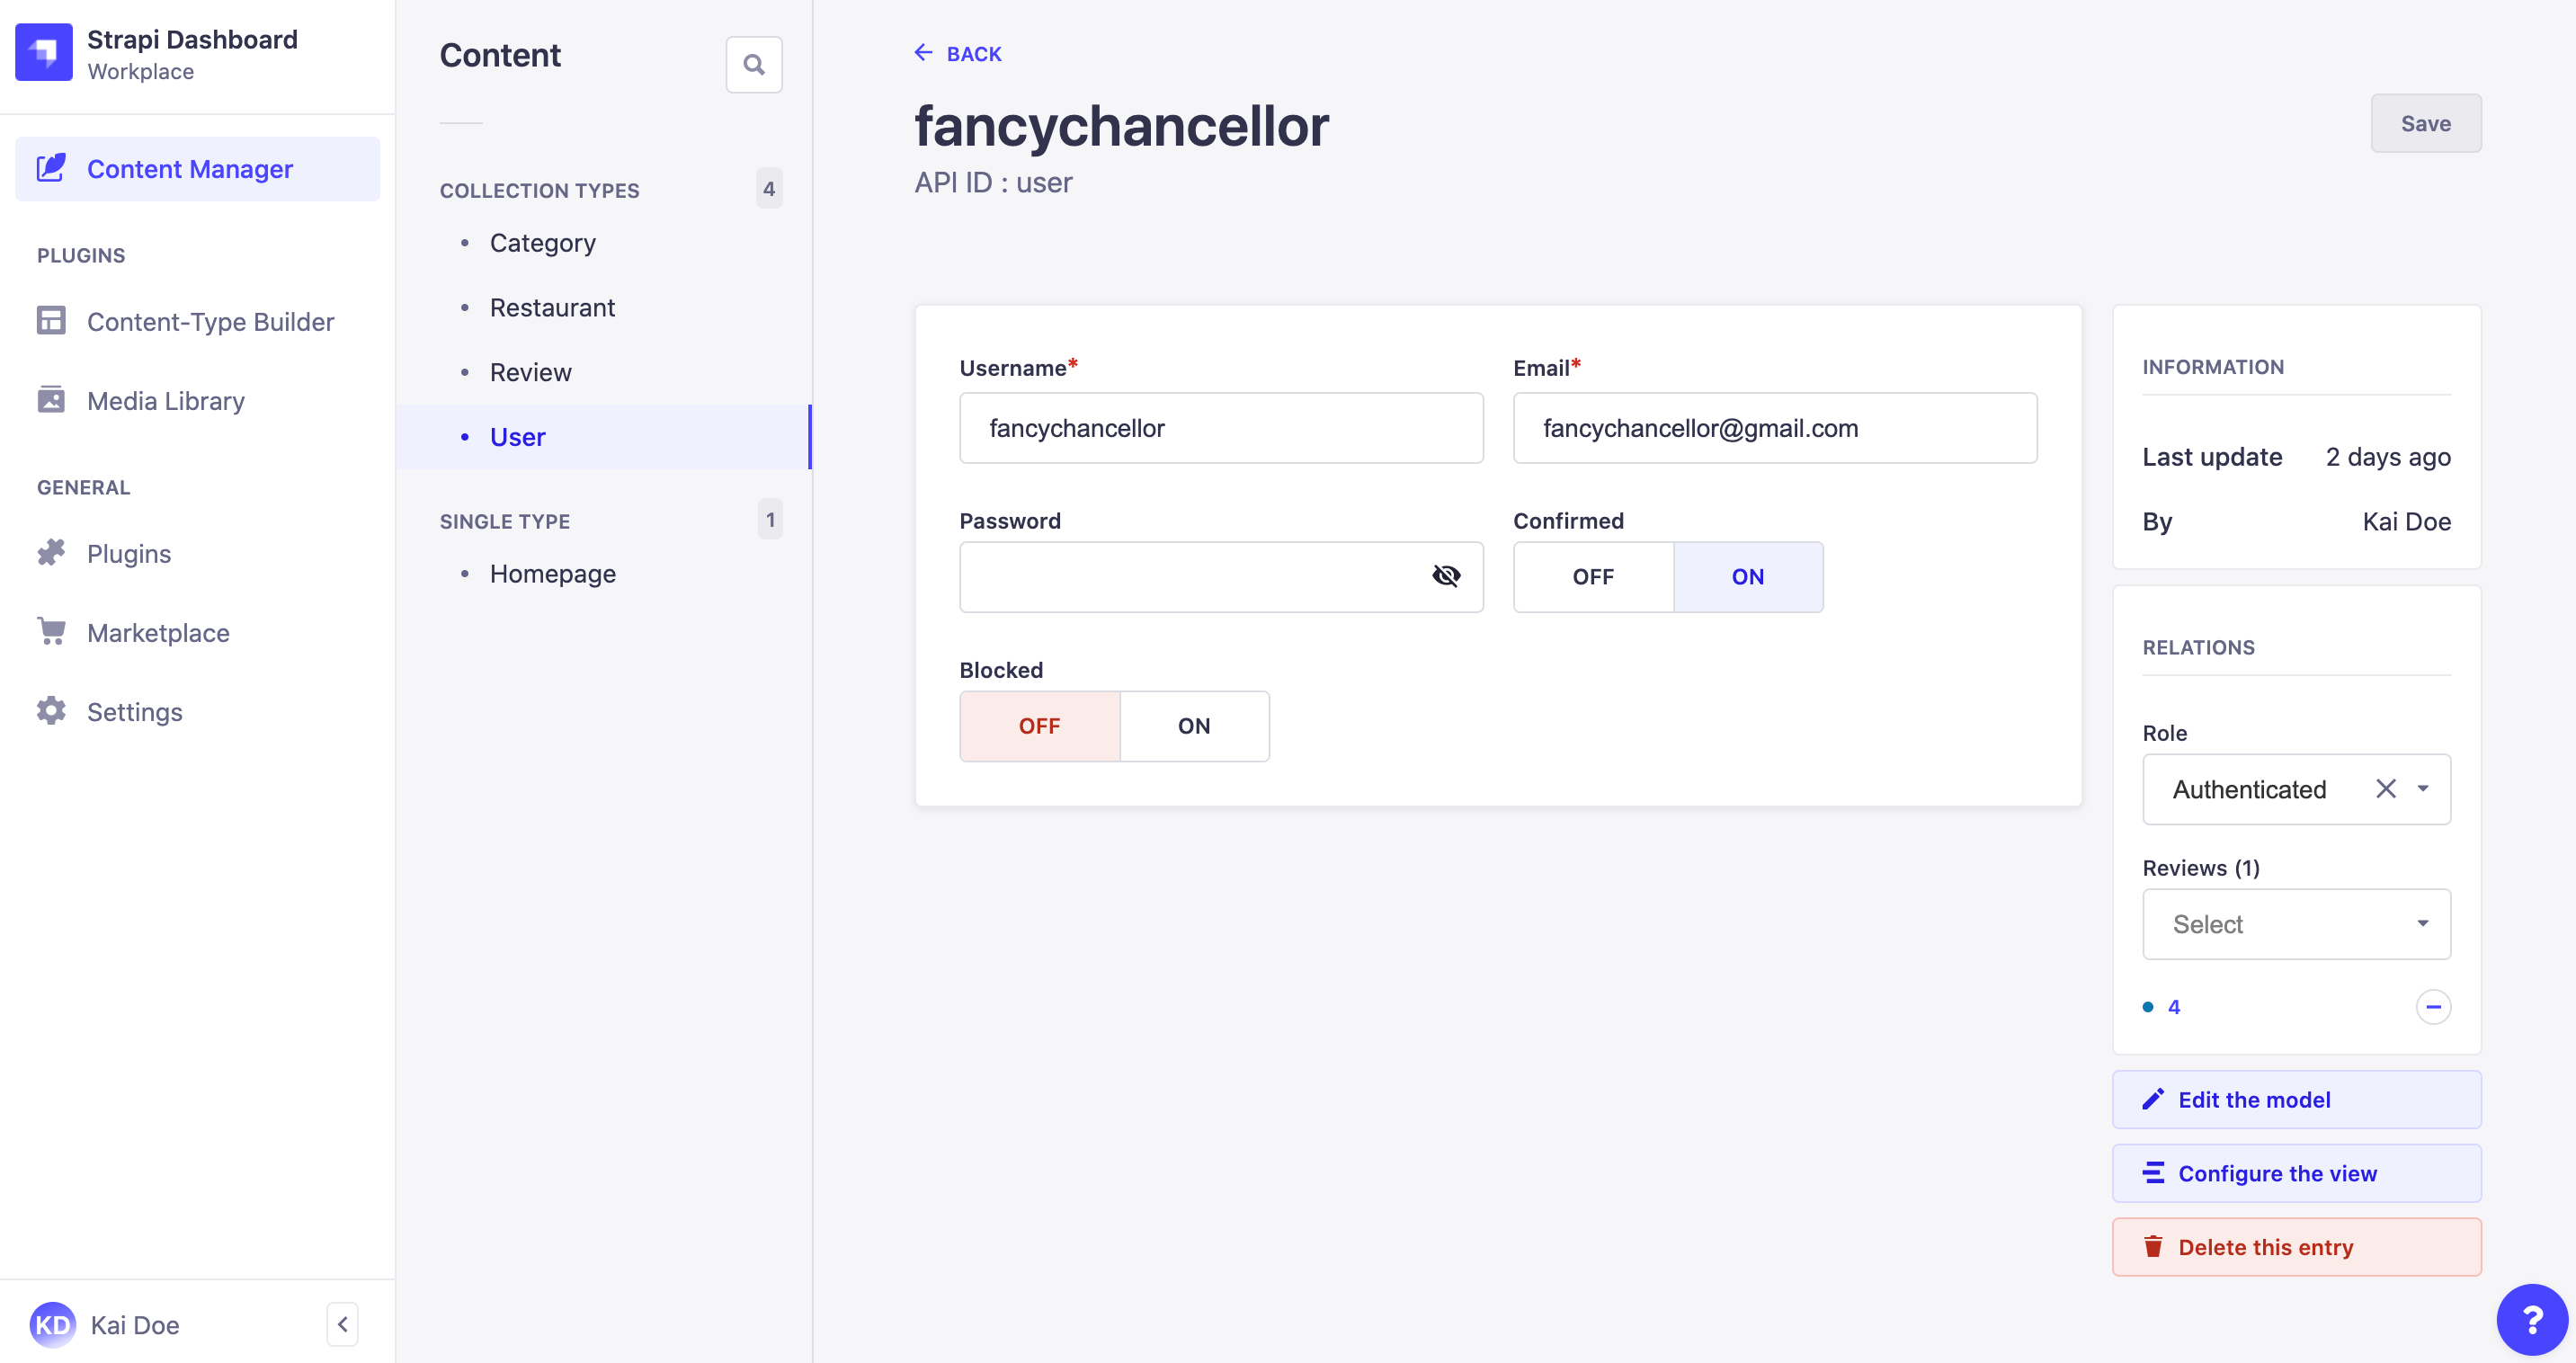 Strapi Dashboard
Workplace
Content Manager
PLUGINS
Content-Type Builder
Media Library
GENERAL
Plugins
Marketplace
Settings
KD
Kai Doe
Content
COLLECTION TYPES 4
Category
Restaurant
Review
User
SINGLE TYPE 1
Homepage
BACK
fancychancellor
API ID : user
Save
Username*
fancychancellor
Email*
fancychancellor@gmail.com
Password
Confirmed
OFF ON
Blocked
OFF ON
INFORMATION
Last update 2 days ago
By Kai Doe
RELATIONS
Role
Authenticated
Reviews (1)
Select
4
Edit the model
Configure the view
Delete this entry
?